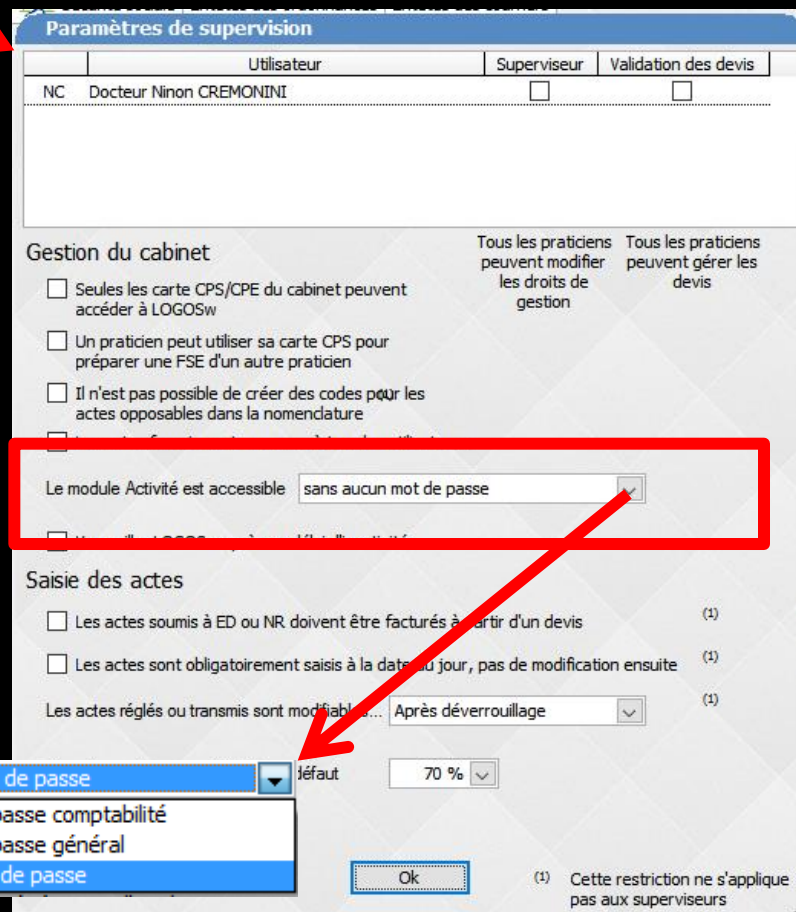 Paramètres de supervision
Utilisateur Superviseur Validation des devis
NC Docteur Ninon CREMONINI
Gestion du cabinet
Tous les praticiens peuvent modifier les droits de gestion
Tous les praticiens peuvent gérer les devis
Seules les carte CPS/CPE du cabinet peuvent
accéder à LOGOSw
Un praticien peut utiliser sa carte CPS pour
préparer une FSE d'un autre praticien
Il n'est pas possible de créer des codes pour les
actes opposables dans la nomenclature
Le module Activité est accessible sans aucun mot de passe
Saisie des actes
Les actes soumis à ED ou NR doivent être facturés à partir d'un devis (1)
Les actes sont obligatoirement saisis à la date du jour, pas de modification ensuite (1)
Les actes réglés ou transmis sont modifiables... Après déverrouillage (1)
de passe
défaut 70 %
passe comptabilité
passe général
de passe
Ok
(1) Cette restriction ne s'applique
pas aux superviseurs